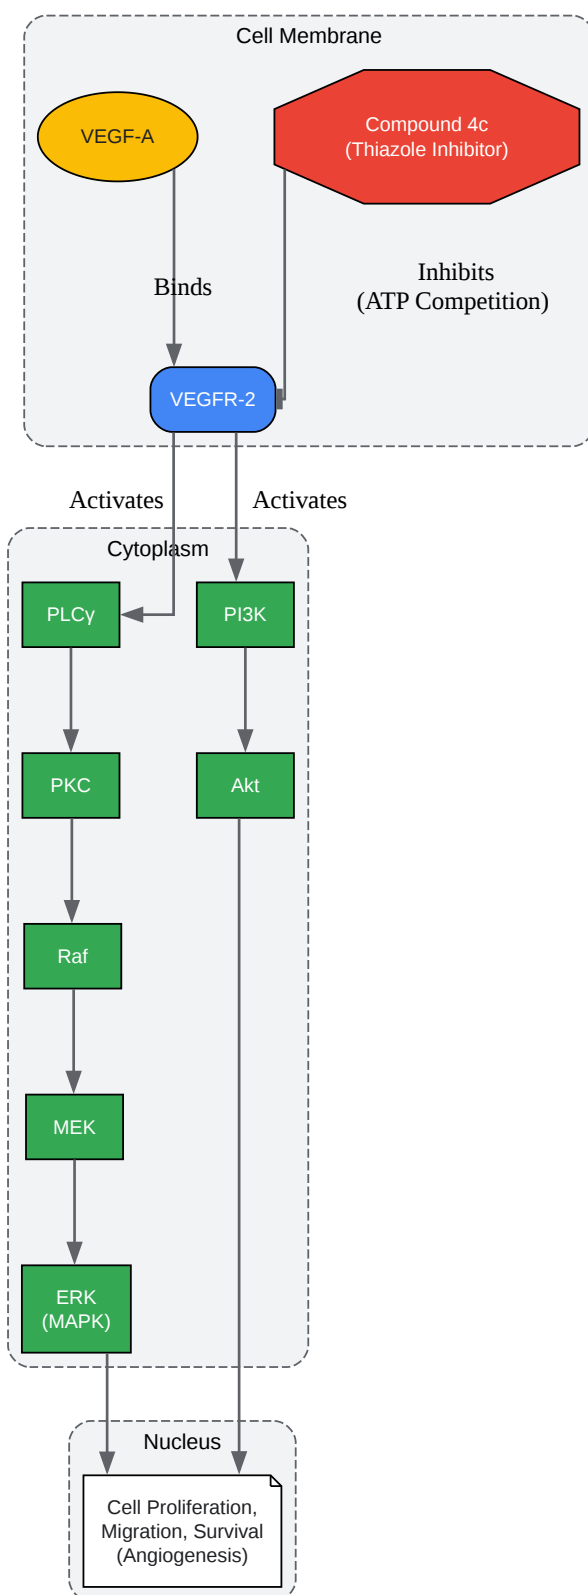 Cell Membrane
VEGF-A
Compound 4c
(Thiazole Inhibitor)
Binds
Inhibits
(ATP Competition)
VEGFR-2
Activates
Activates
Cytoplasm
PLCγ
PI3K
PKC
Akt
Raf
MEK
ERK
(MAPK)
Nucleus
Cell Proliferation,
Migration, Survival
(Angiogenesis)